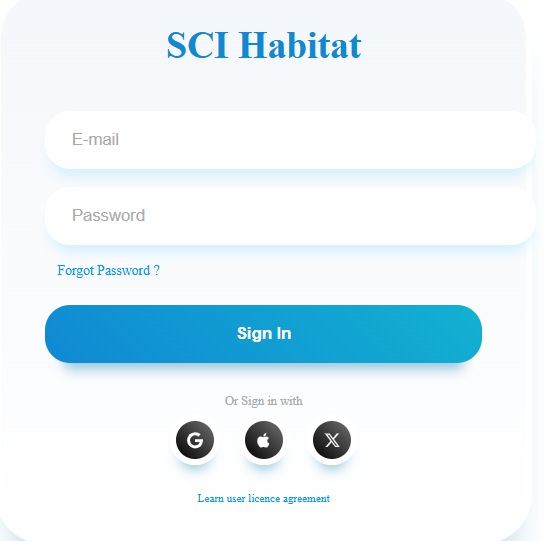 SCI Habitat
E-mail
Password
Forgot Password ?
Sign In
Or Sign in with
Learn user licence agreement